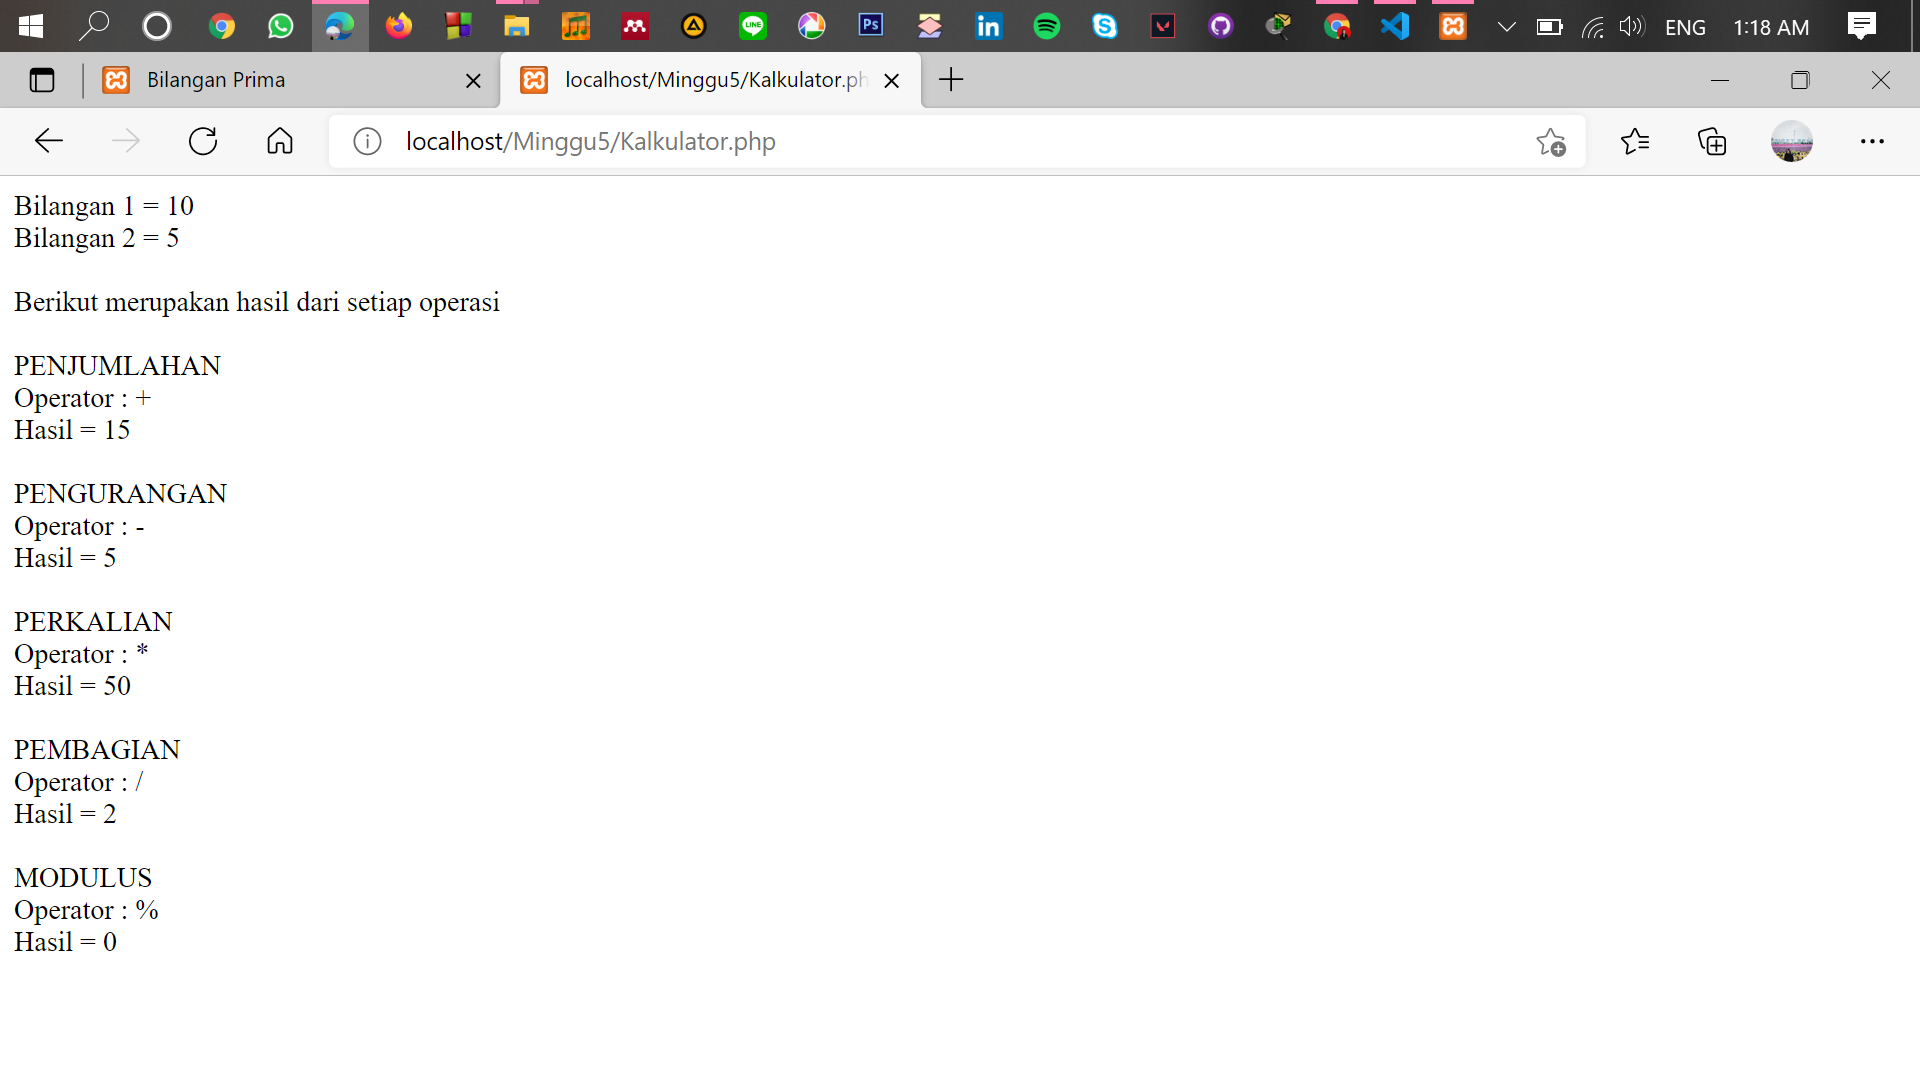 ENG
1:18 AM
Bilangan Prima
localhost/Minggu5/Kalkulator.ph
localhost/Minggu5/Kalkulator.php
Bilangan 1 = 10
Bilangan 2 = 5
Berikut merupakan hasil dari setiap operasi
PENJUMLAHAN
Operator : +
Hasil = 15
PENGURANGAN
Operator : -
Hasil = 5
PERKALIAN
Operator : *
Hasil = 50
PEMBAGIAN
Operator : /
Hasil = 2
MODULUS
Operator : %
Hasil = 0